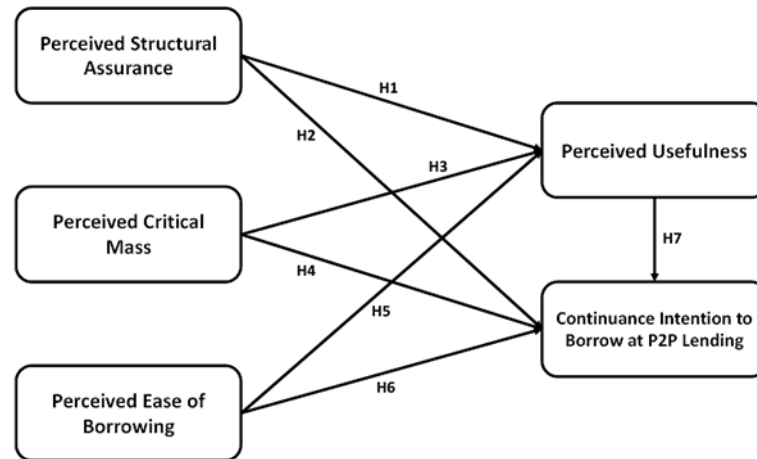 Perceived Structural
Assurance
H1
H2
Perceived Usefulness
H3
Perceived Critical
Mass
H7
H4
Continuance Intention to
Borrow at P2P Lending
H5
Perceived Ease of
Borrowing
H6